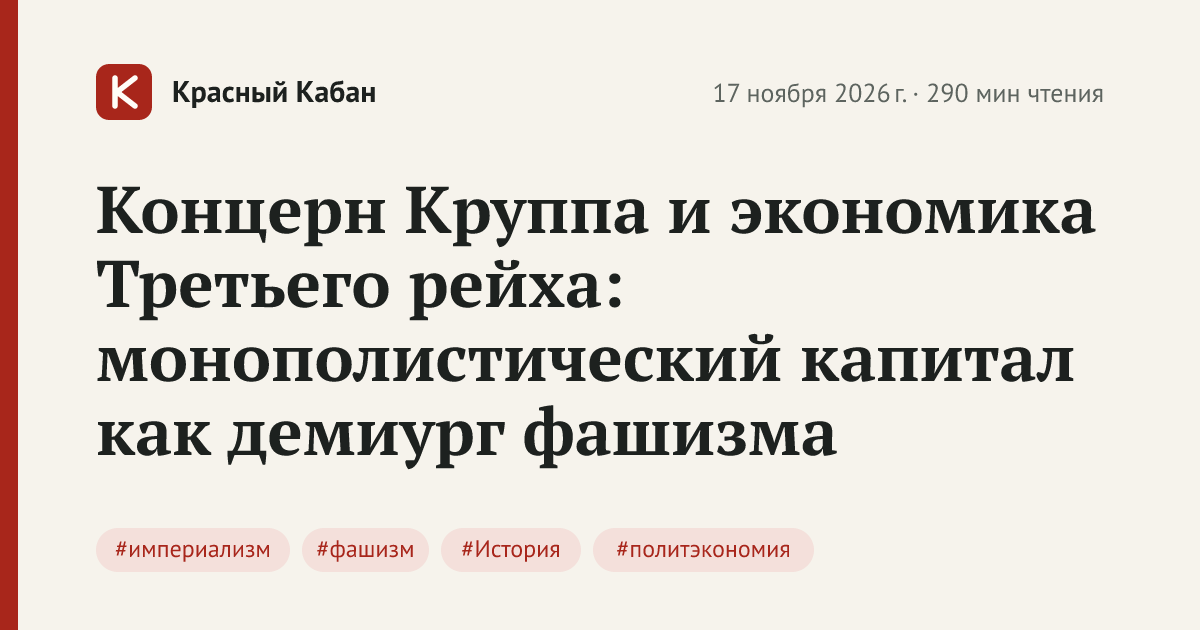 К Красный Кабан
17 ноября 2026 г. · 290 мин чтения
Концерн Круппа и экономика
Третьего рейха:
монополистический капитал
как демиург фашизма
#империализм #фашизм #История #политэкономия